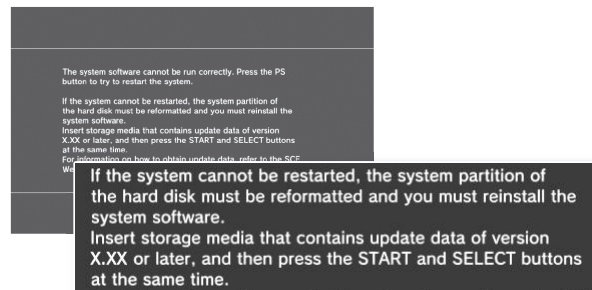 The system software cannot be run correctly. Press the PS
button to try to restart the system.
If the system cannot be restarted, the system partition of
the hard disk must be reformatted and you must reinstall the
system software.
Insert storage media that contains update data of version
X.XX or later, and then press the START and SELECT buttons
at the same time.
For information on how to obtain update data, refer to the SCE
We
If the system cannot be restarted, the system partition of
the hard disk must be reformatted and you must reinstall the
system software.
Insert storage media that contains update data of version
X.XX or later, and then press the START and SELECT buttons
at the same time.